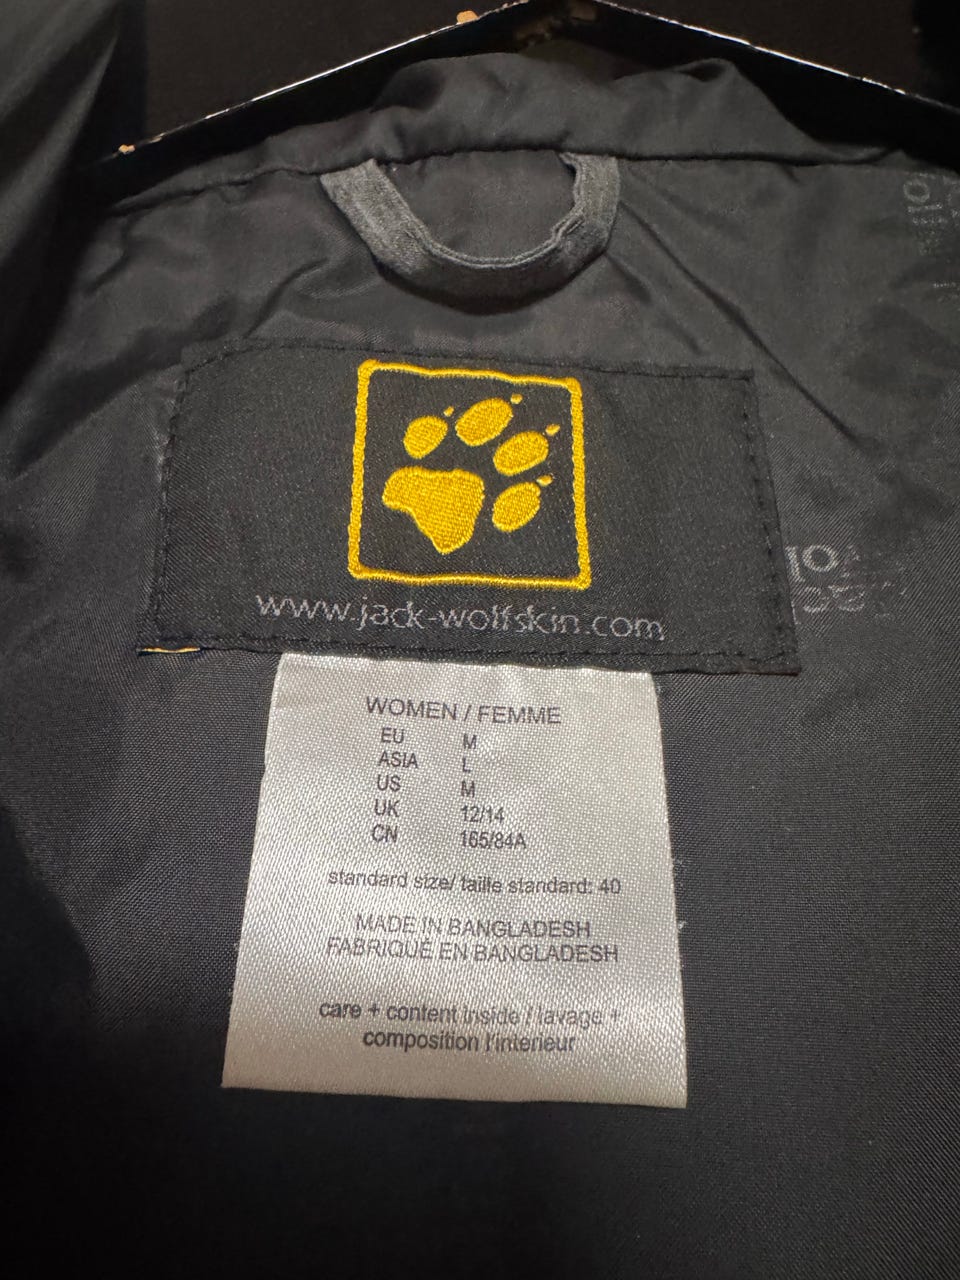 www.jack-wolfskin.com
WOMEN / FEMME
EU M
ASIA L
US M
UK 12/14
CN 165/84A
standard size/ taille standard: 40
MADE IN BANGLADESH
FABRIQUÉ EN BANGLADESH
care + content inside / lavage +
composition l'interieur